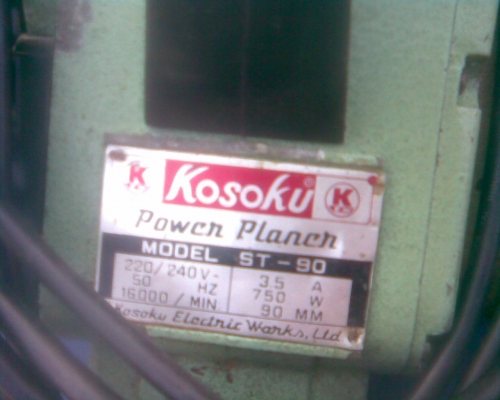 K Kosoku K
Power Planer
MODEL ST-90
220/240V- 3.5 A
50 HZ 750 W
16000/MIN 90 MM
Kosoku Electric Works, Ltd